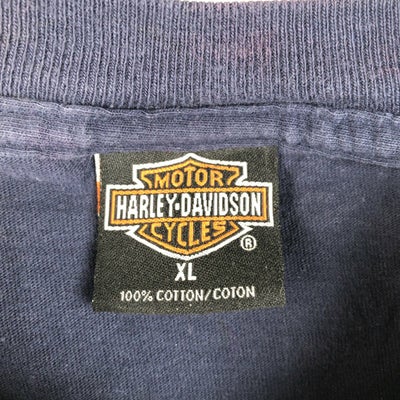 MOTOR
HARLEY-DAVIDSON
CYCLES
®
XL
100% COTTON/COTON